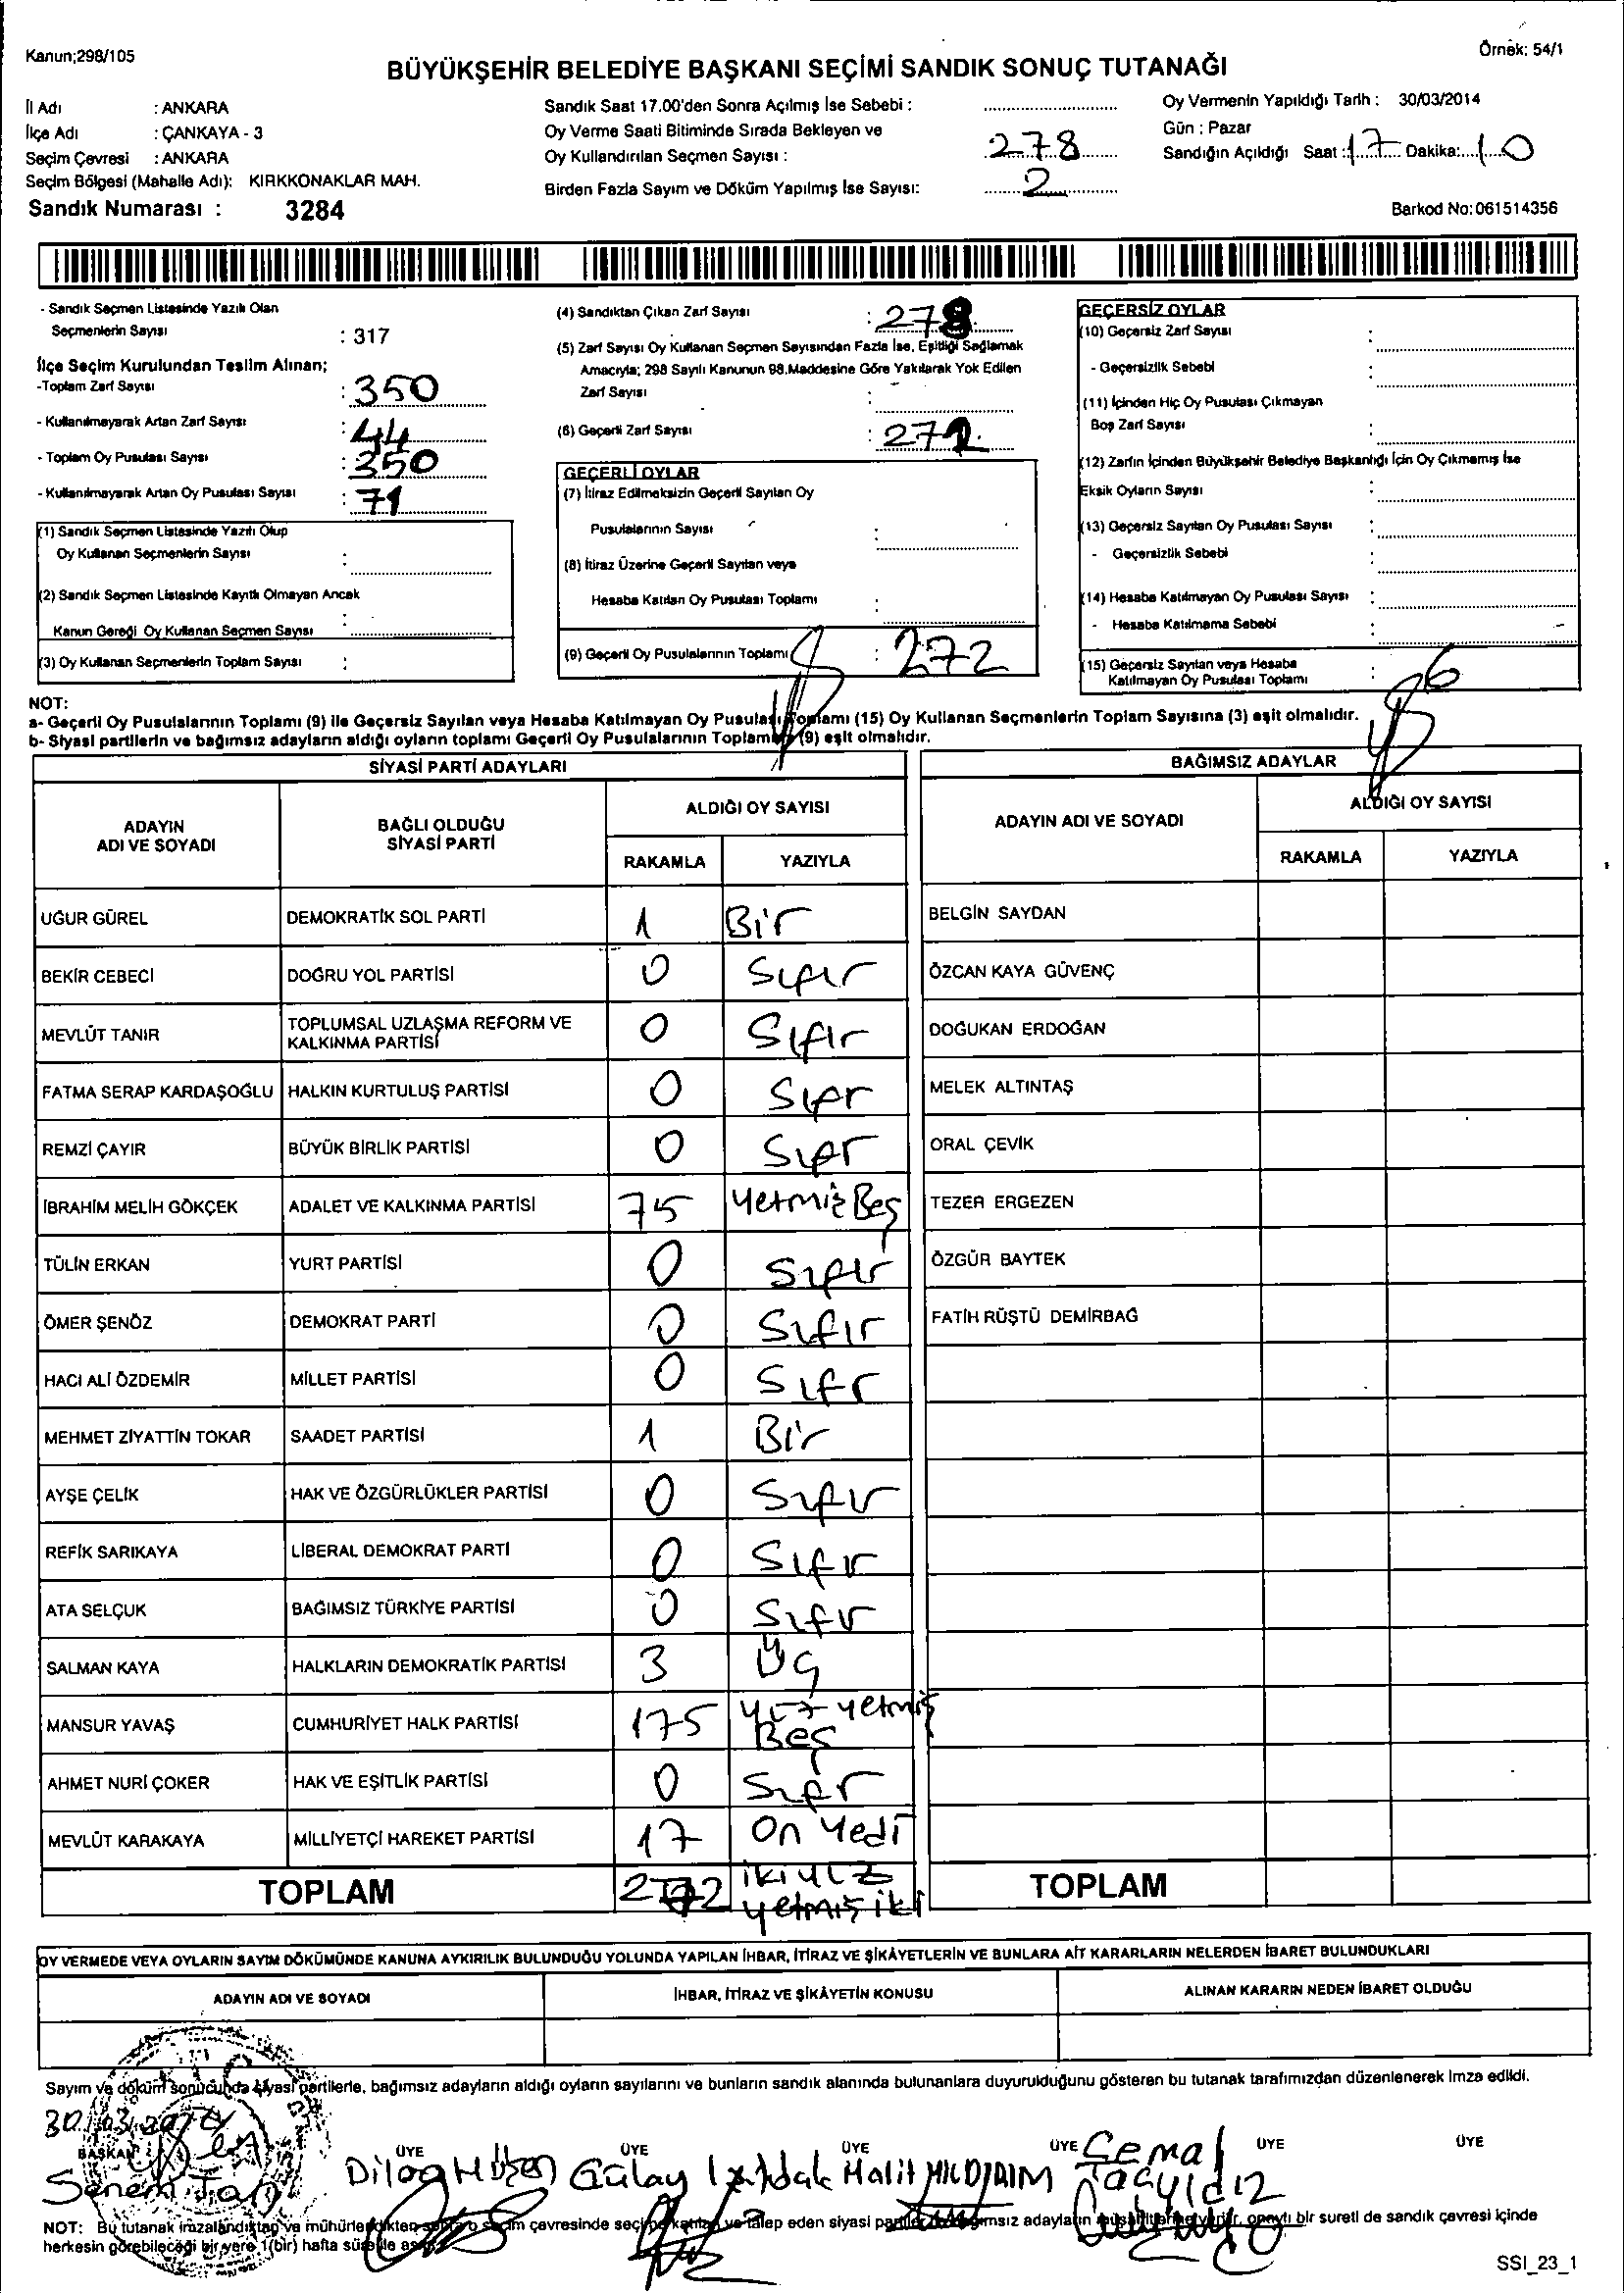 Kanun;298/105
Örnek: 54/1
BÜYÜKŞEHİR BELEDİYE BAŞKANI SEÇİMİ SANDIK SONUÇ TUTANAĞI
İl Adı : ANKARA
İlçe Adı : ÇANKAYA - 3
Seçim Çevresi : ANKARA
Seçim Bölgesi (Mahalle Adı): KIRKKONAKLAR MAH.
Sandık Numarası : 3284
Sandık Saat 17.00'den Sonra Açılmış İse Sebebi :
Oy Verme Saati Bitiminde Sırada Bekleyen ve
Oy Kullandırılan Seçmen Sayısı : 278
Birden Fazla Sayım ve Döküm Yapılmış İse Sayısı: 2
Oy Vermenin Yapıldığı Tarih : 30/03/2014
Gün : Pazar
Sandığın Açıldığı Saat : 17 Dakika: 10
Barkod No:061514356
- Sandık Seçmen Listesinde Yazılı Olan
Seçmenlerin Sayısı : 317
İlçe Seçim Kurulundan Teslim Alınan;
-Toplam Zarf Sayısı : 350
- Kullanılmayarak Artan Zarf Sayısı : 44
- Toplam Oy Pusulası Sayısı : 350
- Kullanılmayarak Artan Oy Pusulası Sayısı : 71
(1) Sandık Seçmen Listesinde Yazılı Olup
Oy Kullanan Seçmenlerin Sayısı :
(2) Sandık Seçmen Listesinde Kayıtlı Olmayan Ancak
Kanun Gereği Oy Kullanan Seçmen Sayısı :
(3) Oy Kullanan Seçmenlerin Toplam Sayısı :
(4) Sandıktan Çıkan Zarf Sayısı : 278
(5) Zarf Sayısı Oy Kullanan Seçmen Sayısından Fazla İse, Eşitliği Sağlamak
Amacıyla; 298 Sayılı Kanunun 98.Maddesine Göre Yakılarak Yok Edilen
Zarf Sayısı :
(6) Geçerli Zarf Sayısı : 272
GEÇERLİ OYLAR
(7) İtiraz Edilmeksizin Geçerli Sayılan Oy
Pusulalarının Sayısı :
(8) İtiraz Üzerine Geçerli Sayılan veya
Hesaba Katılan Oy Pusulası Toplamı :
(9) Geçerli Oy Pusulalarının Toplamı : 272
GEÇERSİZ OYLAR
(10) Geçersiz Zarf Sayısı :
- Geçersizlik Sebebi :
(11) İçinden Hiç Oy Pusulası Çıkmayan
Boş Zarf Sayısı :
(12) Zarfın İçinden Büyükşehir Belediye Başkanlığı İçin Oy Çıkmamış İse
Eksik Oyların Sayısı :
(13) Geçersiz Sayılan Oy Pusulası Sayısı :
- Geçersizlik Sebebi :
(14) Hesaba Katılmayan Oy Pusulası Sayısı :
- Hesaba Katılmama Sebebi :
(15) Geçersiz Sayılan veya Hesaba
Katılmayan Oy Pusulası Toplamı : 6
NOT:
a- Geçerli Oy Pusulalarının Toplamı (9) ile Geçersiz Sayılan veya Hesaba Katılmayan Oy Pusulası Toplamı (15) Oy Kullanan Seçmenlerin Toplam Sayısına (3) eşit olmalıdır.
b- Siyasi partilerin ve bağımsız adayların aldığı oyların toplamı Geçerli Oy Pusulalarının Toplamına (9) eşit olmalıdır.
SİYASİ PARTİ ADAYLARI
ADAYIN ADI VE SOYADI
BAĞLI OLDUĞU SİYASİ PARTİ
ALDIĞI OY SAYISI
RAKAMLA YAZIYLA
UĞUR GÜREL DEMOKRATİK SOL PARTİ 1 Bir
BEKİR CEBECİ DOĞRU YOL PARTİSİ 0 Sıfır
MEVLÜT TANIR TOPLUMSAL UZLAŞMA REFORM VE KALKINMA PARTİSİ 0 Sıfır
FATMA SERAP KARDAŞOĞLU HALKIN KURTULUŞ PARTİSİ 0 Sıfr
REMZİ ÇAYIR BÜYÜK BİRLİK PARTİSİ 0 Sıfr
İBRAHİM MELİH GÖKÇEK ADALET VE KALKINMA PARTİSİ 75 yetmiş Beş
TÜLİN ERKAN YURT PARTİSİ 0 Sıfır
ÖMER ŞENÖZ DEMOKRAT PARTİ 0 Sıfır
HACI ALİ ÖZDEMİR MİLLET PARTİSİ 0 Sıfr
MEHMET ZİYATTİN TOKAR SAADET PARTİSİ 1 Bir
AYŞE ÇELİK HAK VE ÖZGÜRLÜKLER PARTİSİ 0 Sıfır
REFİK SARIKAYA LİBERAL DEMOKRAT PARTİ 0 Sıfır
ATA SELÇUK BAĞIMSIZ TÜRKİYE PARTİSİ 0 Sıfır
SALMAN KAYA HALKLARIN DEMOKRATİK PARTİSİ 3 Üç
MANSUR YAVAŞ CUMHURİYET HALK PARTİSİ 175 yüz yetmiş Beş
AHMET NURİ ÇOKER HAK VE EŞİTLİK PARTİSİ 0 Sıfr
MEVLÜT KARAKAYA MİLLİYETÇİ HAREKET PARTİSİ 17 On Yedi
TOPLAM 272 ikiyüz yetmiş iki
BAĞIMSIZ ADAYLAR
ADAYIN ADI VE SOYADI
ALDIĞI OY SAYISI
RAKAMLA YAZIYLA
BELGİN SAYDAN
ÖZCAN KAYA GÜVENÇ
DOĞUKAN ERDOĞAN
MELEK ALTINTAŞ
ORAL ÇEVİK
TEZER ERGEZEN
ÖZGÜR BAYTEK
FATİH RÜŞTÜ DEMİRBAĞ
TOPLAM
OY VERMEDE VEYA OYLARIN SAYIM DÖKÜMÜNDE KANUNA AYKIRILIK BULUNDUĞU YOLUNDA YAPILAN İHBAR, İTİRAZ VE ŞİKÂYETLERİN VE BUNLARA AİT KARARLARIN NELERDEN İBARET BULUNDUKLARI
ADAYIN ADI VE SOYADI
İHBAR, İTİRAZ VE ŞİKÂYETİN KONUSU
ALINAN KARARIN NEDEN İBARET OLDUĞU
Sayım ve döküm sonucunda siyasi partilerle, bağımsız adayların aldığı oyların sayılarını ve bunların sandık alanında bulunanlara duyurulduğunu gösteren bu tutanak tarafımızdan düzenlenerek imza edildi.
30.03.2014
BAŞKAN ÜYE ÜYE ÜYE ÜYE ÜYE ÜYE
Senem
Gülay
Halit YILDIRIM
Cemal
NOT: Bu tutanak imzalandıktan ve mühürlendikten sonra o seçim çevresinde seçime katılan ve talep eden siyasi partiler ile bağımsız adayların müşahitlerine verilir, onaylı bir sureti de sandık çevresi içinde
herkesin görebileceği bir yere 1(bir) hafta süre ile asılır.
SSI_23_1